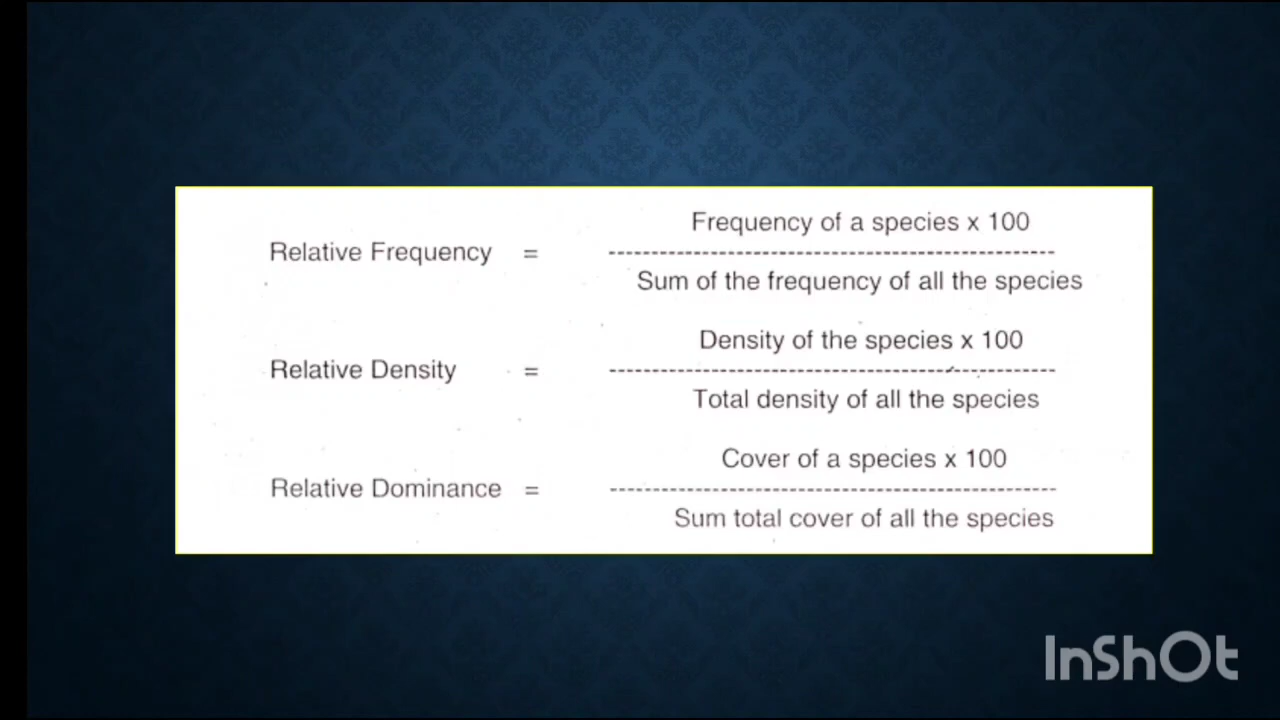 Frequency of a species x 100
Relative Frequency =
Sum of the frequency of all the species
Density of the species x 100
Relative Density =
Total density of all the species
Cover of a species x 100
Relative Dominance =
Sum total cover of all the species
InShOt